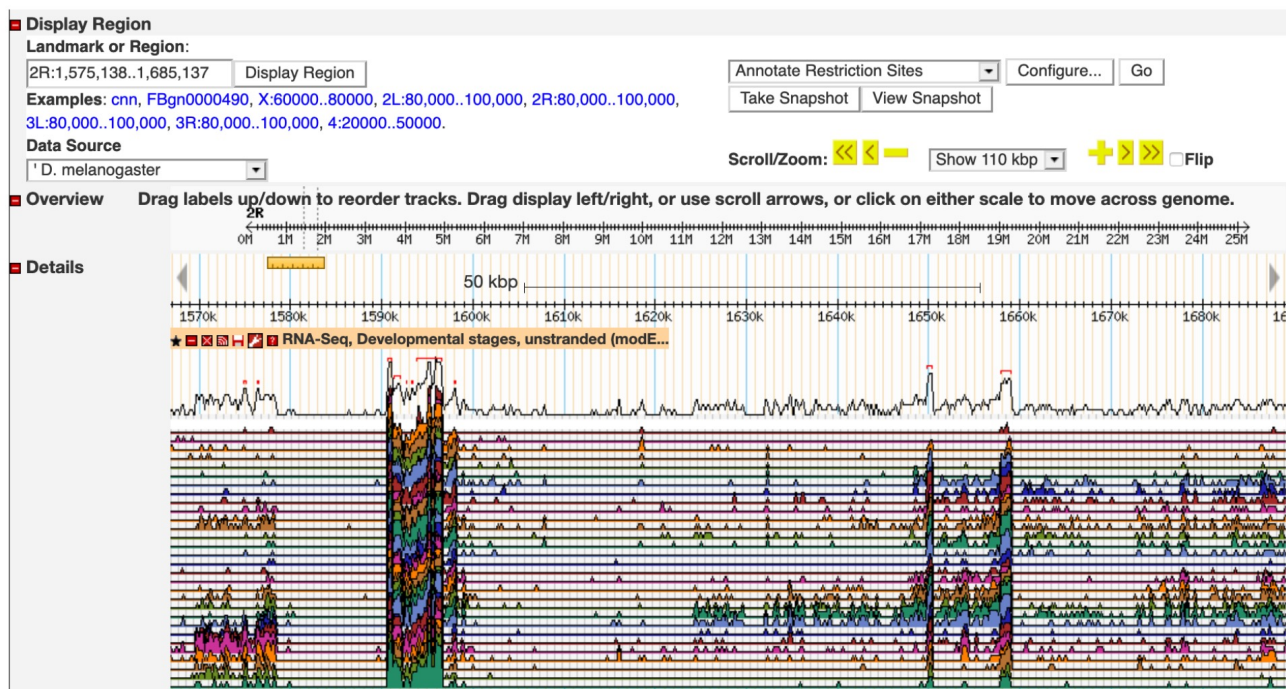 Display Region
Landmark or Region:
2R:1,575,138..1,685,137 Display Region
Annotate Restriction Sites Configure... Go
Examples: cnn, FBgn0000490, X:60000..80000, 2L:80,000..100,000, 2R:80,000..100,000,
Take Snapshot View Snapshot
3L:80,000..100,000, 3R:80,000..100,000, 4:20000..50000.
Data Source
' D. melanogaster
Scroll/Zoom: << < Show 110 kbp > >> Flip
Overview Drag labels up/down to reorder tracks. Drag display left/right, or use scroll arrows, or click on either scale to move across genome.
2R
0M 1M 2M 3M 4M 5M 6M 7M 8M 9M 10M 11M 12M 13M 14M 15M 16M 17M 18M 19M 20M 21M 22M 23M 24M 25M
Details
50 kbp
1570k 1580k 1590k 1600k 1610k 1620k 1630k 1640k 1650k 1660k 1670k 1680k
RNA-Seq, Developmental stages, unstranded (modE...